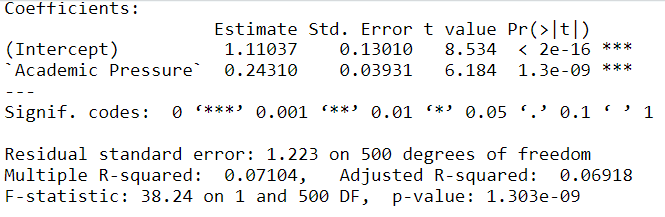 Coefficients:
Estimate Std. Error t value Pr(>|t|)
(Intercept) 1.11037 0.13010 8.534 < 2e-16 ***
`Academic Pressure` 0.24310 0.03931 6.184 1.3e-09 ***
---
Signif. codes: 0 ‘***’ 0.001 ‘**’ 0.01 ‘*’ 0.05 ‘.’ 0.1 ‘ ’ 1
Residual standard error: 1.223 on 500 degrees of freedom
Multiple R-squared: 0.07104, Adjusted R-squared: 0.06918
F-statistic: 38.24 on 1 and 500 DF, p-value: 1.303e-09